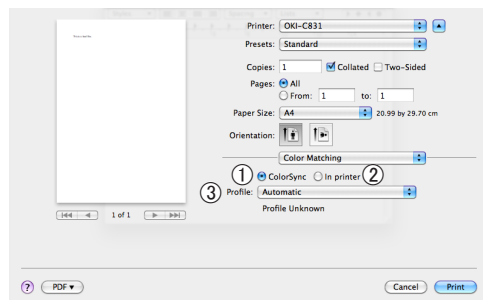 Printer: OKI-C831
Presets: Standard
Copies: 1 Collated Two-Sided
Pages: All
From: 1 to: 1
Paper Size: A4 20.99 by 29.70 cm
Orientation:
Color Matching
① ColorSync In printer ②
③ Profile: Automatic
Profile Unknown
1 of 1
? PDF▼ Cancel Print